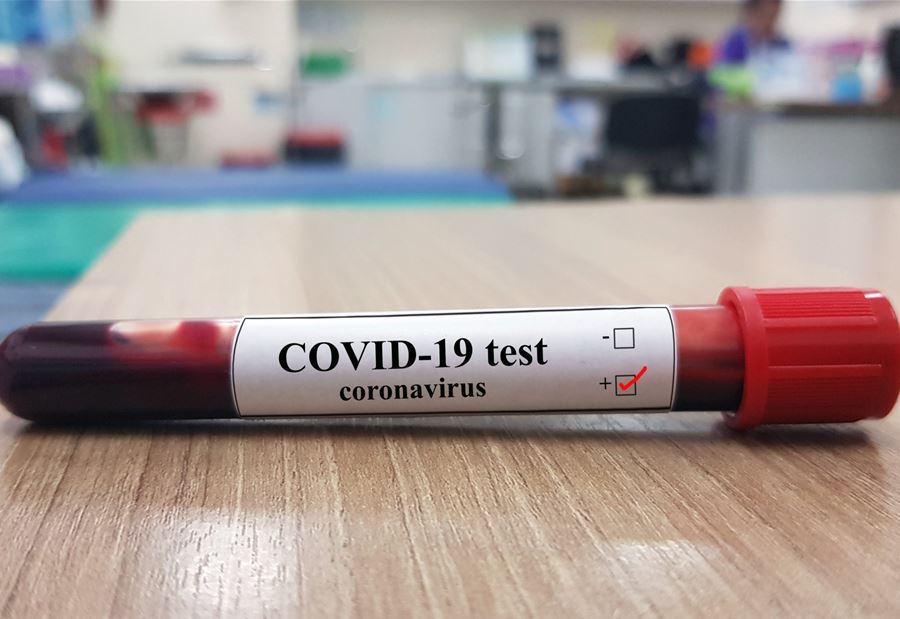 COVID-19 test
coronavirus
- ☐
+ ☑